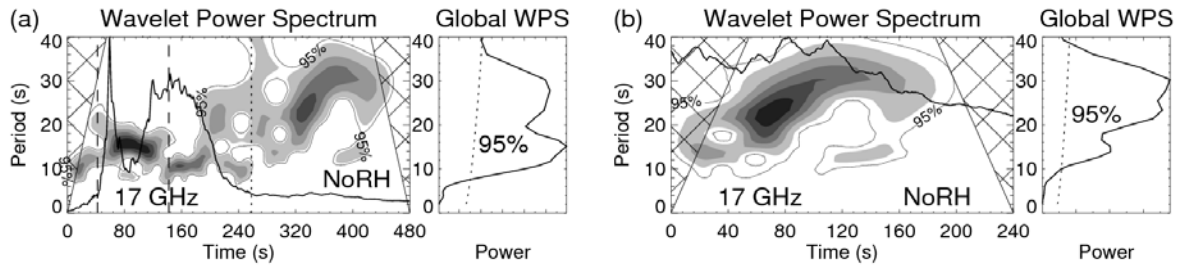 (a) Wavelet Power Spectrum Global WPS
Period (s)
40
30
20
10
0
95%
95%
95%
95%
17 GHz NoRH
0 80 160 240 320 400 480
Time (s)
40
30
20
10
0
95%
Power
(b) Wavelet Power Spectrum Global WPS
Period (s)
40
30
20
10
0
95%
95%
95%
17 GHz NoRH
0 40 80 120 160 200 240
Time (s)
40
30
20
10
0
95%
Power